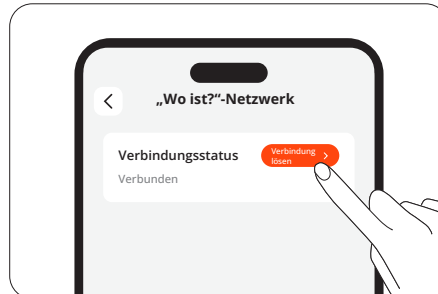 „Wo ist?“-Netzwerk
Verbindungsstatus
Verbindung
lösen
Verbunden